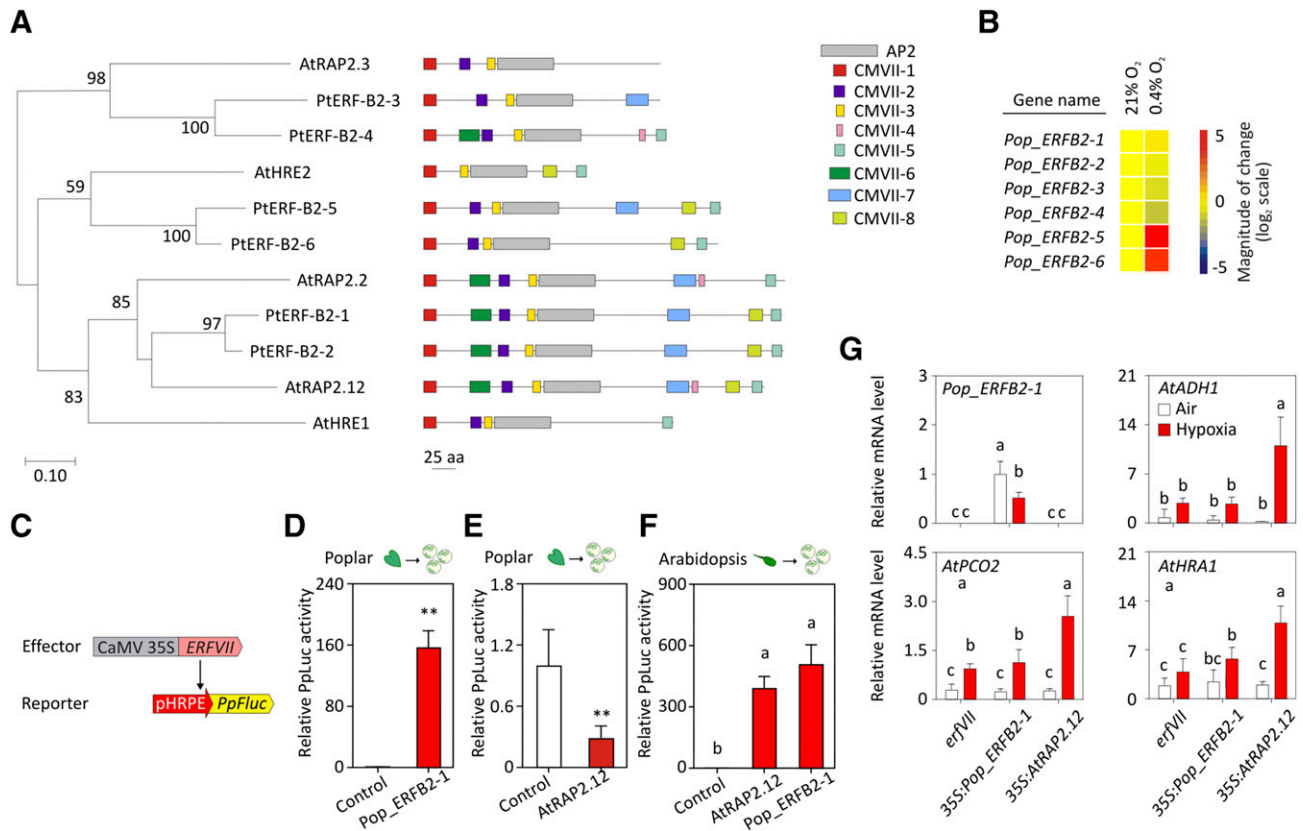 A
AtRAP2.3
98
PtERF-B2-3
100
PtERF-B2-4
AtHRE2
59
PtERF-B2-5
100
PtERF-B2-6
AtRAP2.2
85
PtERF-B2-1
97
PtERF-B2-2
AtRAP2.12
83
AtHRE1
0.10
25 aa
AP2
CMVII-1
CMVII-2
CMVII-3
CMVII-4
CMVII-5
CMVII-6
CMVII-7
CMVII-8
B
21% O₂
0.4% O₂
Gene name
Pop_ERFB2-1
Pop_ERFB2-2
Pop_ERFB2-3
Pop_ERFB2-4
Pop_ERFB2-5
Pop_ERFB2-6
5
0
-5
Magnitude of change
(log₂ scale)
C
Effector
CaMV 35S
ERFVII
Reporter
pHRPE
PpFluc
D
Poplar
Relative PpLuc activity
240
160
80
0
**
Control
Pop_ERFB2-1
E
Poplar
Relative PpLuc activity
1.8
1.2
0.6
0
**
Control
AtRAP2.12
F
Arabidopsis
Relative PpLuc activity
900
600
300
0
b
a
a
Control
AtRAP2.12
Pop_ERFB2-1
G
Relative mRNA level
3
2
1
0
Pop_ERFB2-1
c c
a
b
c c
21
14
7
0
AtADH1
Air
Hypoxia
b
b
b
b
b
a
Relative mRNA level
4.5
3.0
1.5
0
AtPCO2
a
c
b
c
b
c
a
erfVII
35S:Pop_ERFB2-1
35S:AtRAP2.12
21
14
7
0
AtHRA1
a
c
c
bc
b
c
a
erfVII
35S:Pop_ERFB2-1
35S:AtRAP2.12